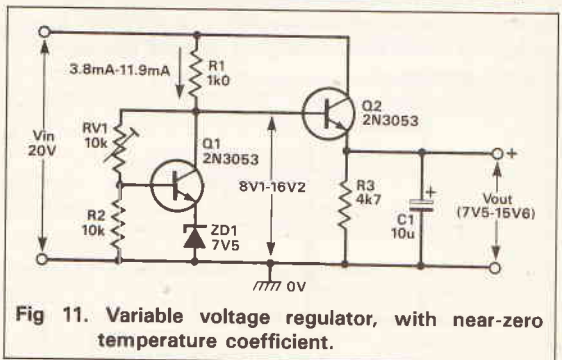 3.8mA-11.9mA
R1
1k0
Q2
2N3053
RV1
10k
Q1
2N3053
Vin
20V
8V1-16V2
+
R2
10k
ZD1
7V5
R3
4k7
+
C1
10u
Vout
(7V5-15V6)
0V
Fig 11. Variable voltage regulator, with near-zero
temperature coefficient.